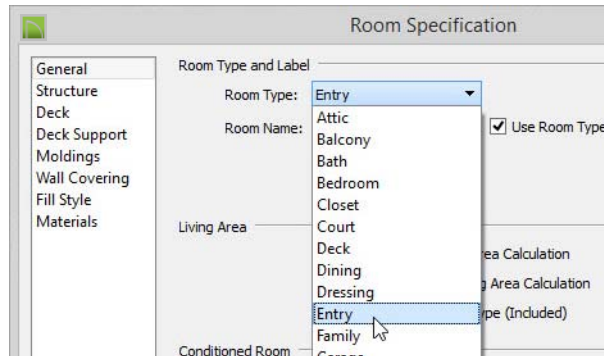 Room Specification
General
Structure
Deck
Deck Support
Moldings
Wall Covering
Fill Style
Materials
Room Type and Label
Room Type: Entry
Room Name:
Use Room Type
Attic
Balcony
Bath
Bedroom
Closet
Court
Deck
Dining
Dressing
Entry
Family
Living Area
ea Calculation
g Area Calculation
pe (Included)
Conditioned Room